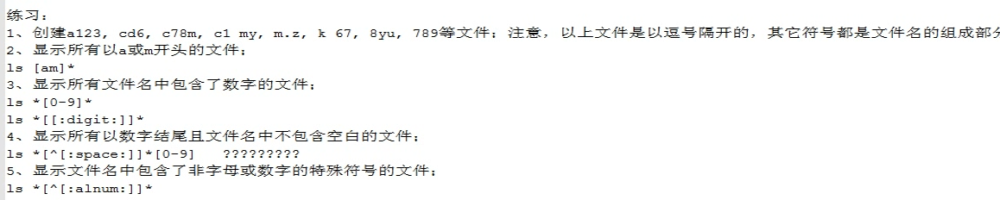 练习：
1、创建a123, cd6, c78m, c1 my, m.z, k 67, 8yu, 789等文件；注意，以上文件是以逗号隔开的，其它符号都是文件名的组成部分
2、显示所有以a或m开头的文件；
ls [am]*
3、显示所有文件名中包含了数字的文件；
ls *[0-9]*
ls *[[:digit:]]*
4、显示所有以数字结尾且文件名中不包含空白的文件；
ls *[^[:space:]]*[0-9]   ?????????
5、显示文件名中包含了非字母或数字的特殊符号的文件；
ls *[^[:alnum:]]*